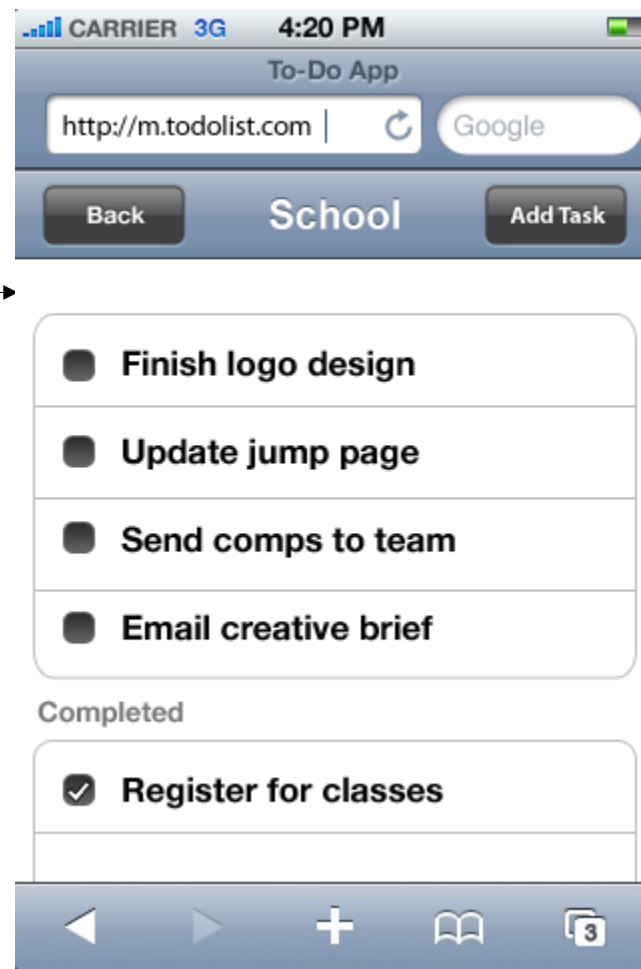 CARRIER 3G 4:20 PM
To-Do App
http://m.todolist.com Google
Back School Add Task
Finish logo design
Update jump page
Send comps to team
Email creative brief
Completed
Register for classes
3